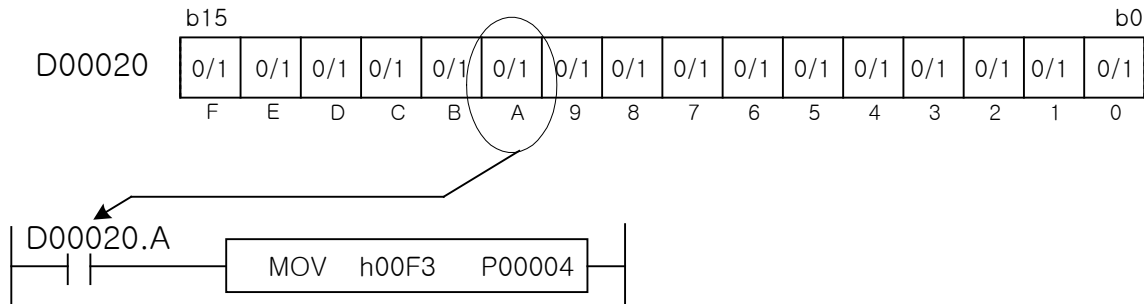 b15 b0
D00020 0/1 0/1 0/1 0/1 0/1 0/1 0/1 0/1 0/1 0/1 0/1 0/1 0/1 0/1 0/1 0/1
F E D C B A 9 8 7 6 5 4 3 2 1 0
D00020.A
MOV h00F3 P00004